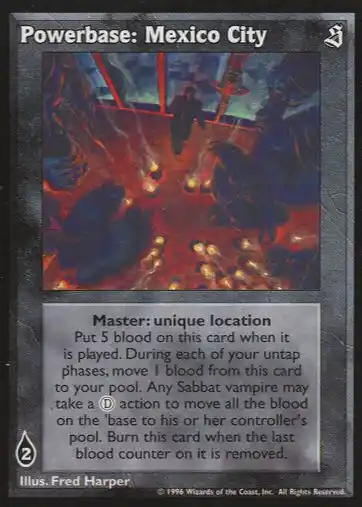 Powerbase: Mexico City
Master: unique location
Put 5 blood on this card when it
is played. During each of your untap
phases, move 1 blood from this card
to your pool. Any Sabbat vampire may
take a Ⓓ action to move all the blood
on the 'base to his or her controller's
pool. Burn this card when the last
blood counter on it is removed.
2
Illus. Fred Harper
© 1996 Wizards of the Coast, Inc. All Rights Reserved.